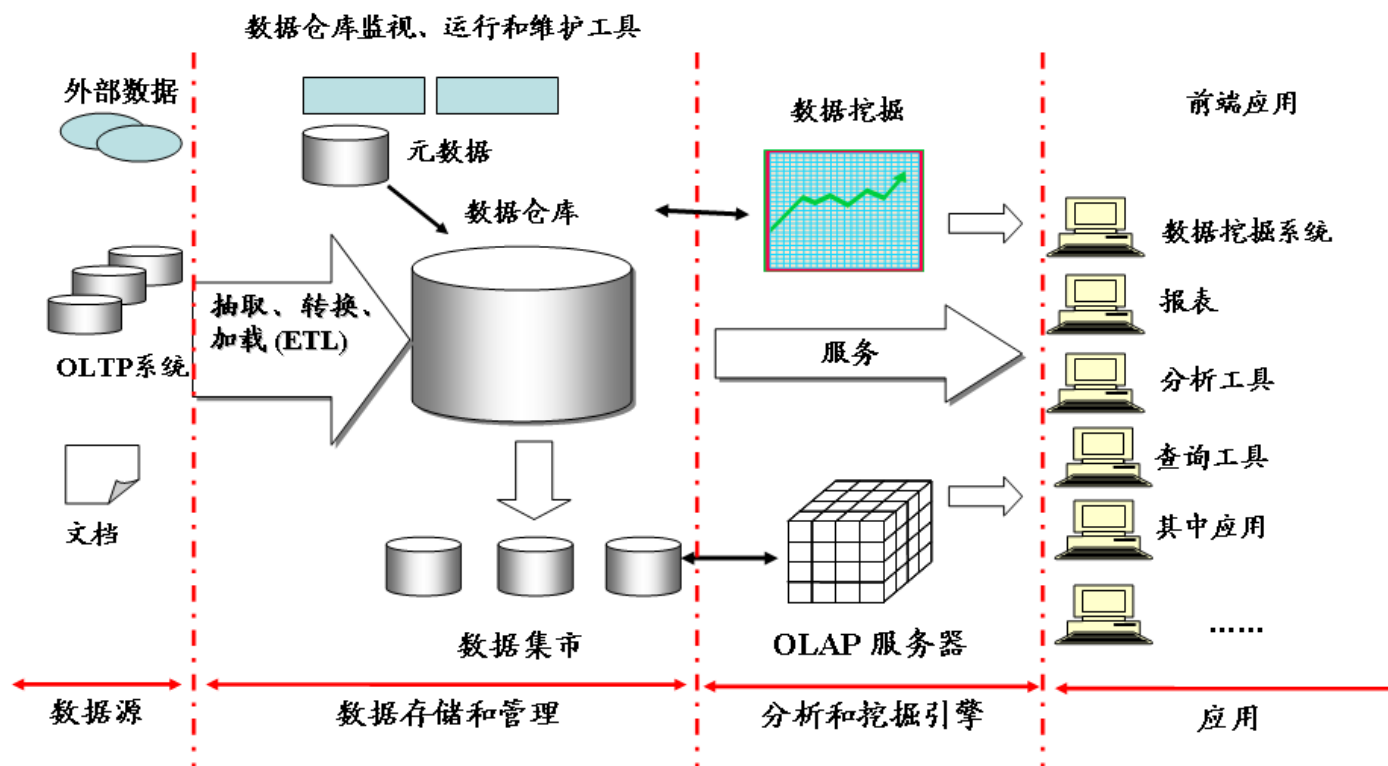 数据仓库监视、运行和维护工具
外部数据
OLTP系统
文档
元数据
数据仓库
抽取、转换、
加载 (ETL)
数据集市
数据挖掘
服务
OLAP 服务器
前端应用
数据挖掘系统
报表
分析工具
查询工具
其中应用
……
数据源
数据存储和管理
分析和挖掘引擎
应用